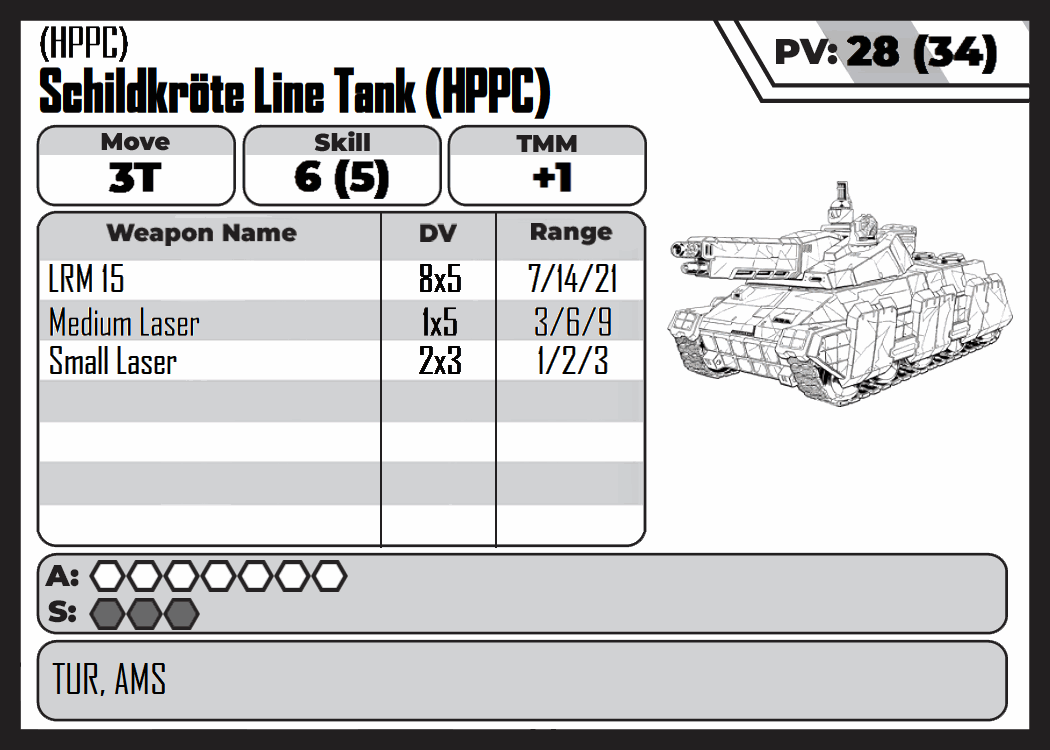 (HPPC)
Schildkröte Line Tank (HPPC)
PV: 28 (34)
Move Skill TMM
3T 6 (5) +1
Weapon Name DV Range
LRM 15 8x5 7/14/21
Medium Laser 1x5 3/6/9
Small Laser 2x3 1/2/3
A:
S:
TUR, AMS